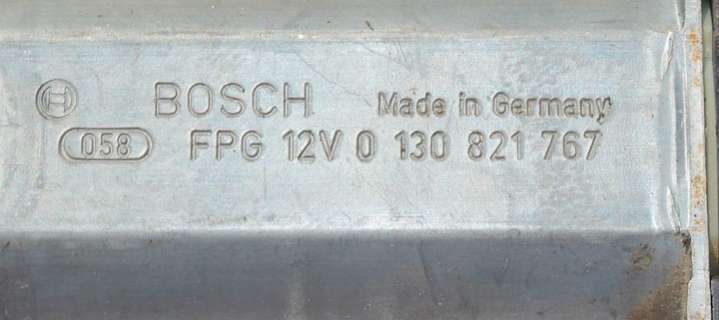 BOSCH Made in Germany
058 FPG 12V 0 130 821 767